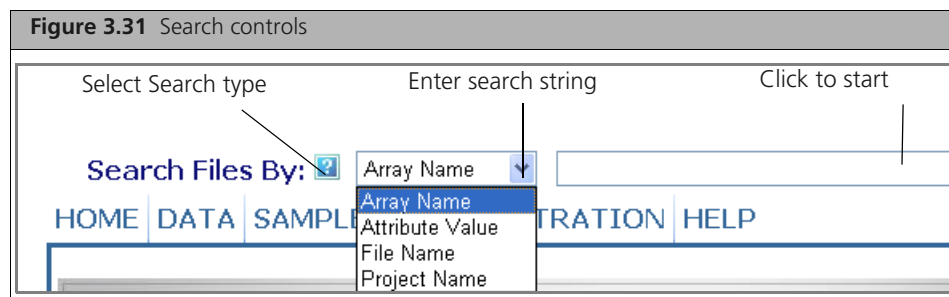 Figure 3.31 Search controls
Select Search type
Enter search string
Click to start
Search Files By: ? Array Name
HOME DATA SAMPL TRATION HELP
Array Name
Attribute Value
File Name
Project Name